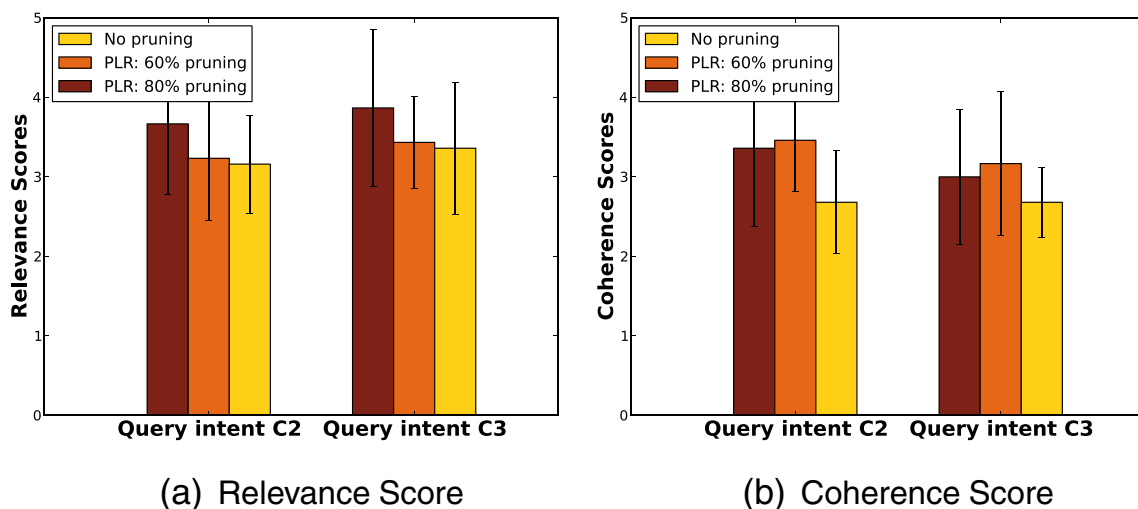 5
4
3
2
1
0
Relevance Scores
No pruning
PLR: 60% pruning
PLR: 80% pruning
Query intent C2
Query intent C3
(a) Relevance Score
5
4
3
2
1
0
Coherence Scores
No pruning
PLR: 60% pruning
PLR: 80% pruning
Query intent C2
Query intent C3
(b) Coherence Score